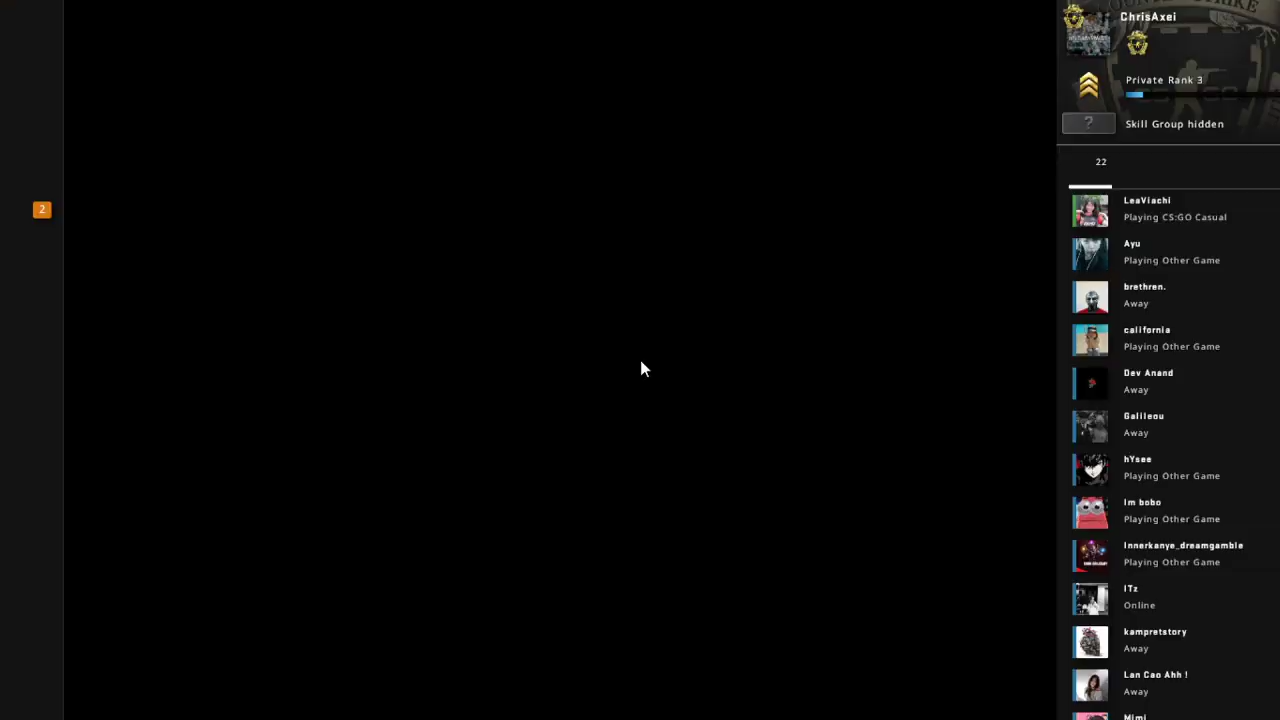 ChrisAxei
Private Rank 3
?
Skill Group hidden
22
2
LeaViachi
Playing CS:GO Casual
Ayu
Playing Other Game
brethren.
Away
california
Playing Other Game
Dev Anand
Away
Galileou
Away
hYsee
Playing Other Game
Im bobo
Playing Other Game
Innerkanye_dreamgamble
Playing Other Game
ITz
Online
kampretstory
Away
Lan Cao Ahh !
Away
Mimi